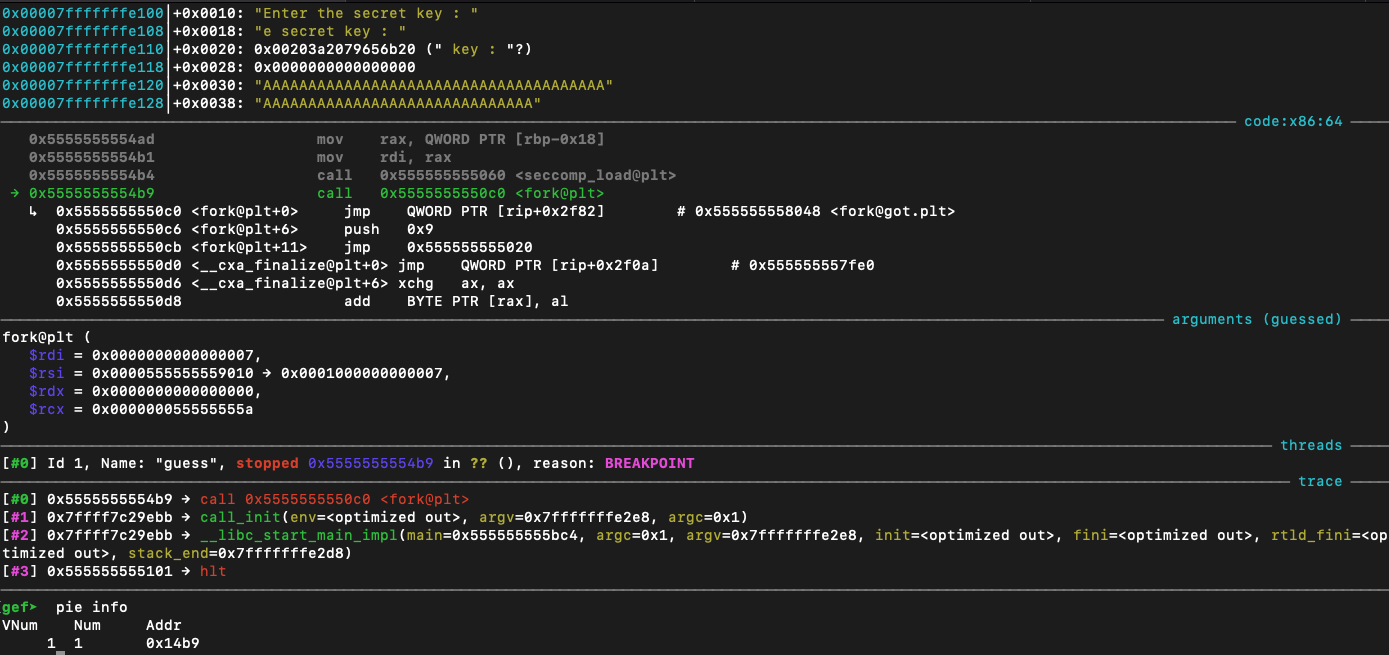 0x00007fffffffe100│+0x0010: "Enter the secret key : "
0x00007fffffffe108│+0x0018: "e secret key : "
0x00007fffffffe110│+0x0020: 0x00203a2079656b20 (" key : "?)
0x00007fffffffe118│+0x0028: 0x0000000000000000
0x00007fffffffe120│+0x0030: "AAAAAAAAAAAAAAAAAAAAAAAAAAAAAAAAAAAAAA"
0x00007fffffffe128│+0x0038: "AAAAAAAAAAAAAAAAAAAAAAAAAAAAAA"
code:x86:64
0x5555555554ad mov rax, QWORD PTR [rbp-0x18]
0x5555555554b1 mov rdi, rax
0x5555555554b4 call 0x555555555060 <seccomp_load@plt>
→ 0x5555555554b9 call 0x5555555550c0 <fork@plt>
↳ 0x5555555550c0 <fork@plt+0> jmp QWORD PTR [rip+0x2f82] # 0x555555558048 <fork@got.plt>
0x5555555550c6 <fork@plt+6> push 0x9
0x5555555550cb <fork@plt+11> jmp 0x555555555020
0x5555555550d0 <__cxa_finalize@plt+0> jmp QWORD PTR [rip+0x2f0a] # 0x555555557fe0
0x5555555550d6 <__cxa_finalize@plt+6> xchg ax, ax
0x5555555550d8 add BYTE PTR [rax], al
arguments (guessed)
fork@plt (
$rdi = 0x0000000000000007,
$rsi = 0x0000555555559010 → 0x0001000000000007,
$rdx = 0x0000000000000000,
$rcx = 0x000000055555555a
)
threads
[#0] Id 1, Name: "guess", stopped 0x5555555554b9 in ?? (), reason: BREAKPOINT
trace
[#0] 0x5555555554b9 → call 0x5555555550c0 <fork@plt>
[#1] 0x7ffff7c29ebb → call_init(env=<optimized out>, argv=0x7fffffffe2e8, argc=0x1)
[#2] 0x7ffff7c29ebb → __libc_start_main_impl(main=0x555555555bc4, argc=0x1, argv=0x7fffffffe2e8, init=<optimized out>, fini=<optimized out>, rtld_fini=<op
timized out>, stack_end=0x7fffffffe2d8)
[#3] 0x555555555101 → hlt
gef➤ pie info
VNum Num Addr
1 1 0x14b9